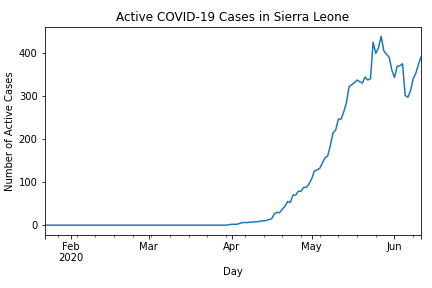 Active COVID-19 Cases in Sierra Leone
Number of Active Cases
400
300
200
100
0
Feb Mar Apr May Jun
2020
Day